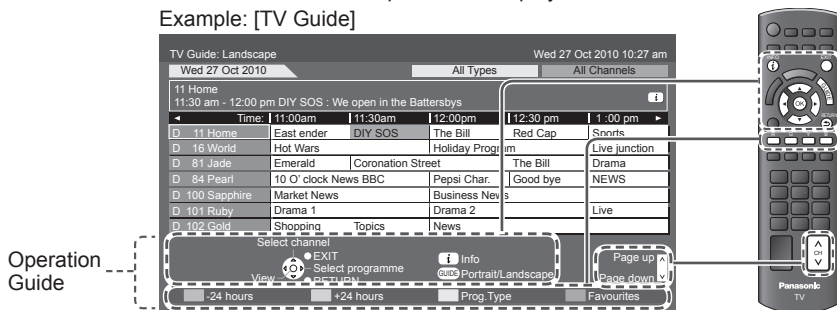 Example: [TV Guide]
TV Guide: Landscape Wed 27 Oct 2010 10:27 am
Wed 27 Oct 2010 All Types All Channels
11 Home
11:30 am - 12:00 pm DIY SOS : We open in the Battersbys i
◄ Time: 11:00am 11:30am 12:00pm 12:30 pm 1 :00 pm ►
D 11 Home East ender DIY SOS The Bill Red Cap Sports
D 16 World Hot Wars Holiday Program Live junction
D 81 Jade Emerald Coronation Street The Bill Drama
D 84 Pearl 10 O' clock News BBC Pepsi Char. Good bye NEWS
D 100 Sapphire Market News Business News
D 101 Ruby Drama 1 Drama 2 Live
D 102 Gold Shopping Topics News
Operation
Guide
Select channel
EXIT
Select programme
View
RETURN
i Info
GUIDE Portrait/Landscape
Page up
Page down
-24 hours +24 hours Prog.Type Favourites
i
OK
GUIDE
RETURN
CH
Panasonic
TV